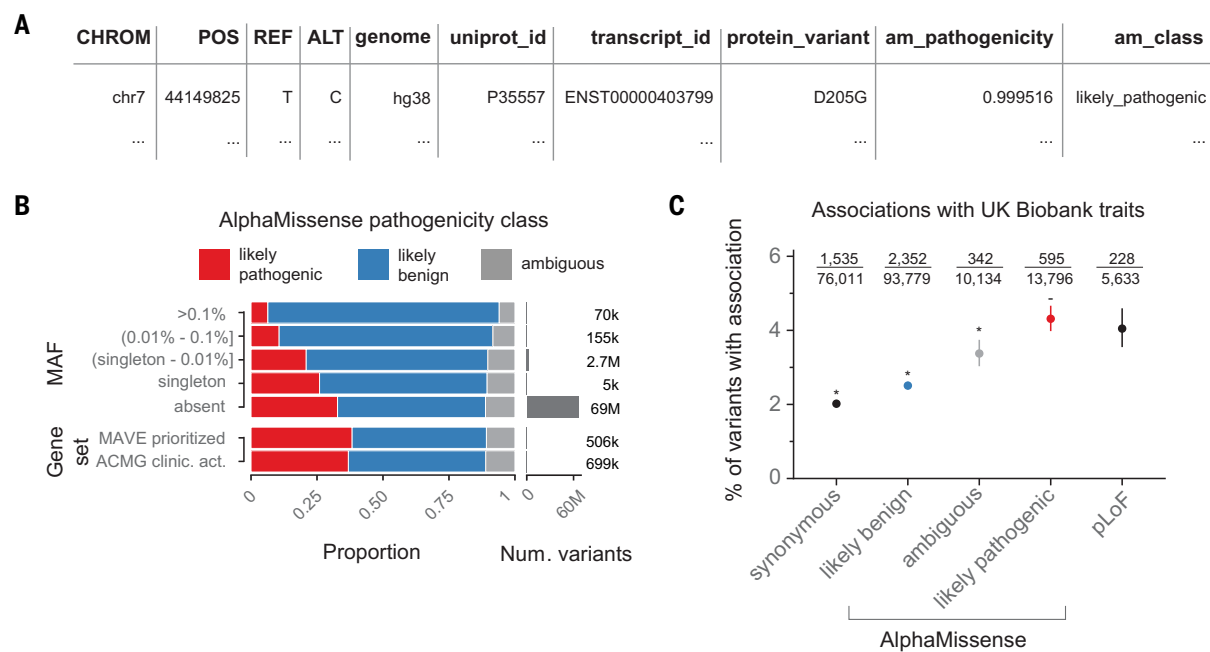 A
CHROM POS REF ALT genome uniprot_id transcript_id protein_variant am_pathogenicity am_class
chr7 44149825 T C hg38 P35557 ENST00000403799 D205G 0.999516 likely_pathogenic
... ... ... ... ... ... ... ... ... ...
B
AlphaMissense pathogenicity class
likely pathogenic
likely benign
ambiguous
MAF
>0.1% 70k
(0.01% - 0.1%] 155k
(singleton - 0.01%] 2.7M
singleton 5k
absent 69M
Gene set
MAVE prioritized 506k
ACMG clinic. act. 699k
0 0.25 0.50 0.75 1 0 60M
Proportion Num. variants
C
Associations with UK Biobank traits
% of variants with association
6
4
2
0
1,535 2,352 342 595 228
76,011 93,779 10,134 13,796 5,633
* * * -
synonymous likely benign ambiguous likely pathogenic pLoF
AlphaMissense